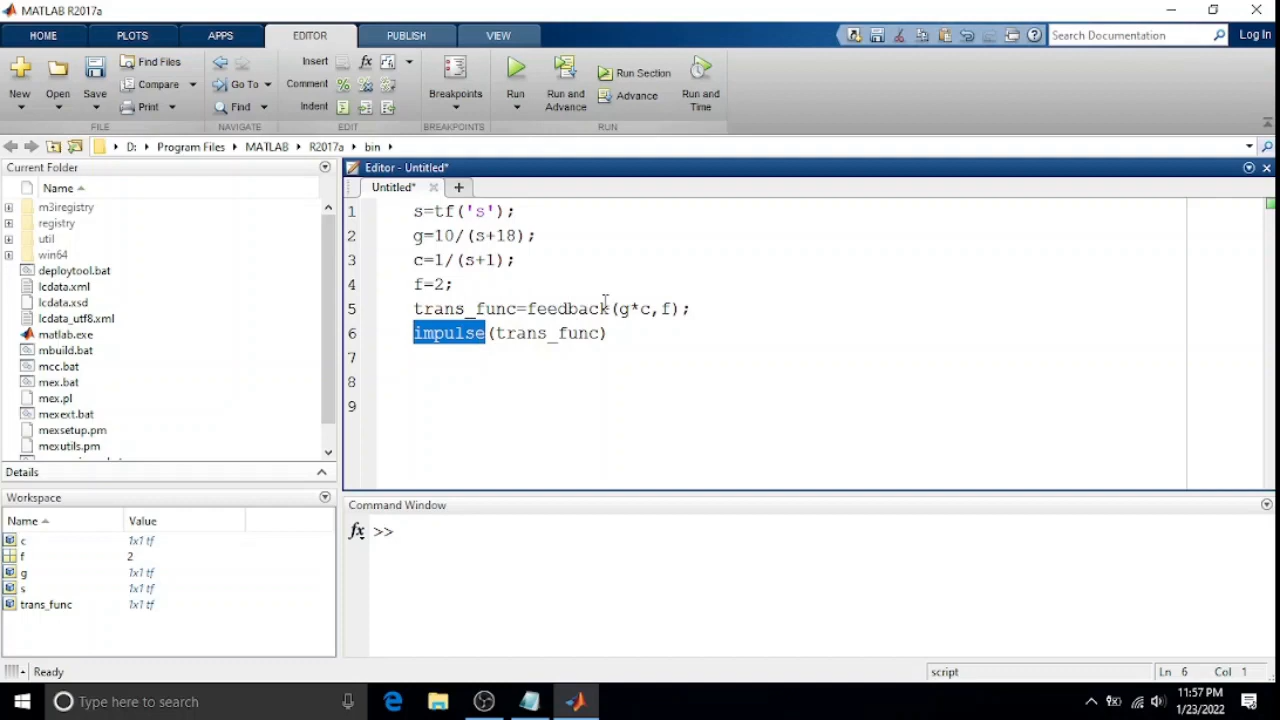 MATLAB R2017a
HOME PLOTS APPS EDITOR PUBLISH VIEW Search Documentation Log In
New Open Save Find Files Compare Print Go To Find Insert fx Comment Indent Breakpoints Run Run and Advance Run Section Advance Run and Time
FILE NAVIGATE EDIT BREAKPOINTS RUN
D: Program Files MATLAB R2017a bin
Current Folder
Name
m3iregistry
registry
util
win64
deploytool.bat
lcdata.xml
lcdata.xsd
lcdata_utf8.xml
matlab.exe
mbuild.bat
mcc.bat
mex.bat
mex.pl
mexext.bat
mexsetup.pm
mexutils.pm
Details
Workspace
Name Value
c 1x1 tf
f 2
g 1x1 tf
s 1x1 tf
trans_func 1x1 tf
Editor - Untitled*
Untitled*
1 s=tf('s');
2 g=10/(s+18);
3 c=1/(s+1);
4 f=2;
5 trans_func=feedback(g*c,f);
6 impulse(trans_func)
7
8
9
Command Window
fx >>
Ready script Ln 6 Col 1
Type here to search
11:57 PM
1/23/2022